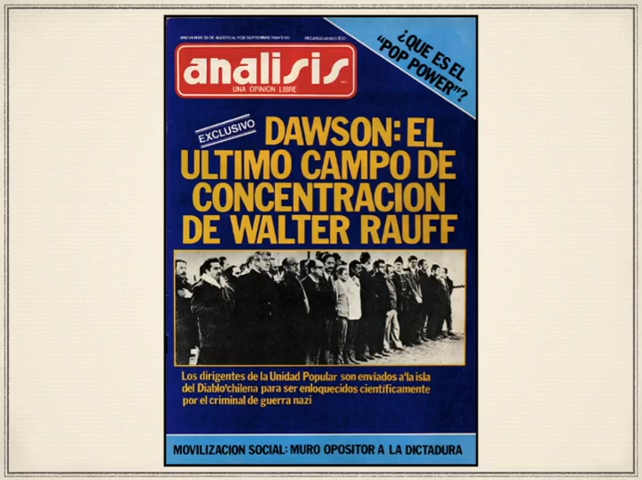 ¿QUE ES EL
"POP POWER"?
analisis
UNA OPINION LIBRE
EXCLUSIVO
DAWSON: EL
ULTIMO CAMPO DE
CONCENTRACION
DE WALTER RAUFF
Los dirigentes de la Unidad Popular son enviados a la isla
del Diablo chilena para ser enloquecidos científicamente
por el criminal de guerra nazi
MOVILIZACION SOCIAL: MURO OPOSITOR A LA DICTADURA